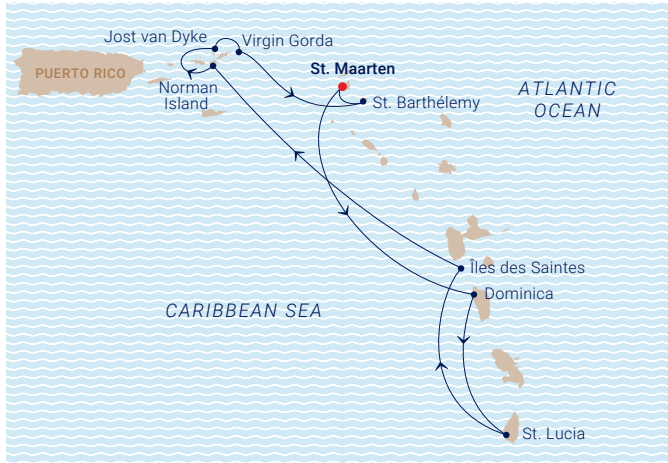 Jost van Dyke
Virgin Gorda
PUERTO RICO
St. Maarten
Norman
Island
St. Barthélemy
ATLANTIC
OCEAN
Îles des Saintes
Dominica
CARIBBEAN SEA
St. Lucia